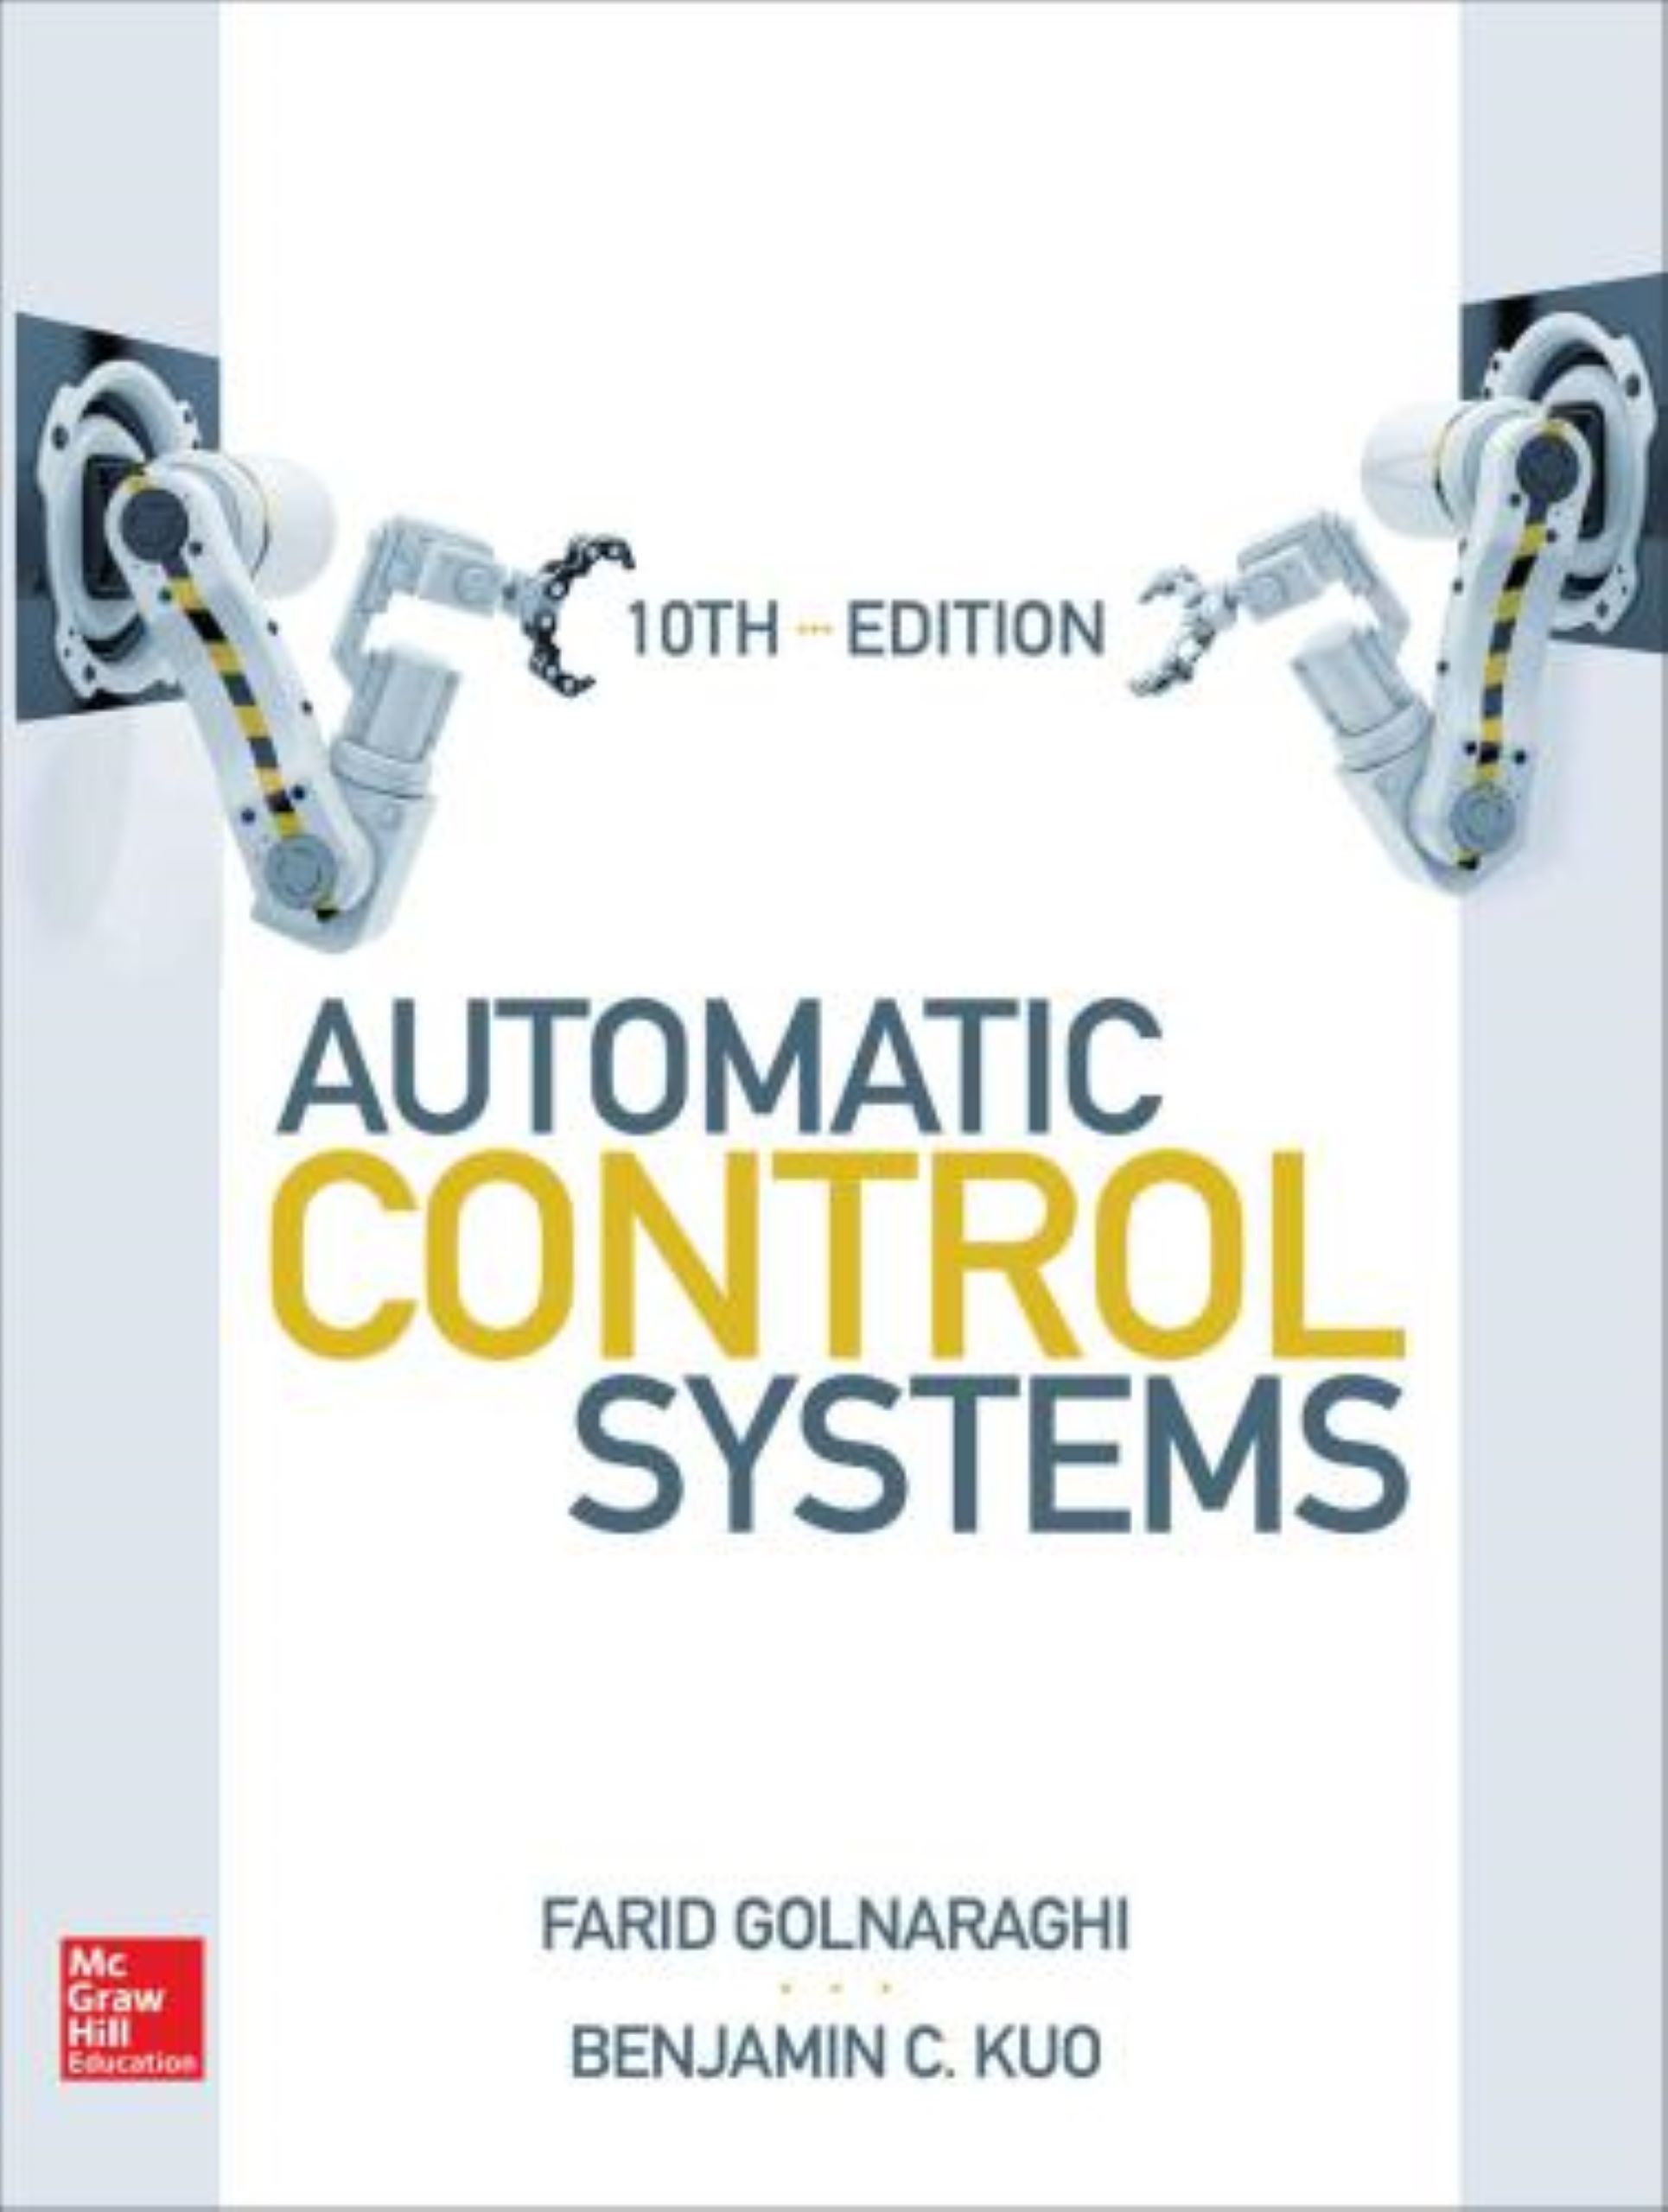 10TH ··· EDITION
AUTOMATIC
CONTROL
SYSTEMS
FARID GOLNARAGHI
· · ·
BENJAMIN C. KUO
Mc
Graw
Hill
Education